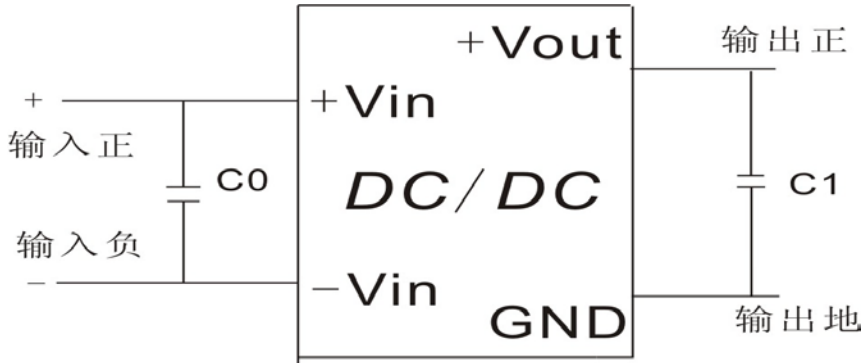 +Vout
输出正
+
+Vin
输入正
C0
DC/DC
C1
输入负
−
−Vin
GND
输出地